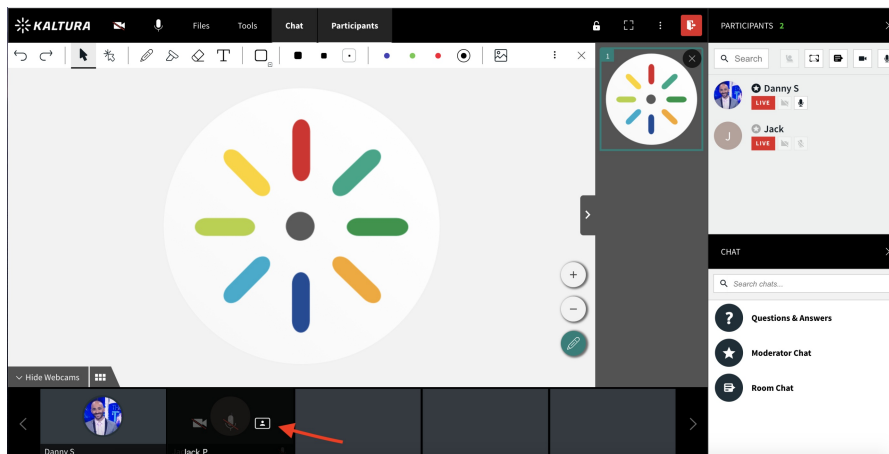 KALTURA
Files
Tools
Chat
Participants
PARTICIPANTS 2
Search
Danny S
LIVE
J
Jack
LIVE
1
CHAT
Search chats...
? Questions & Answers
Moderator Chat
Room Chat
Hide Webcams
Danny S
Jack P